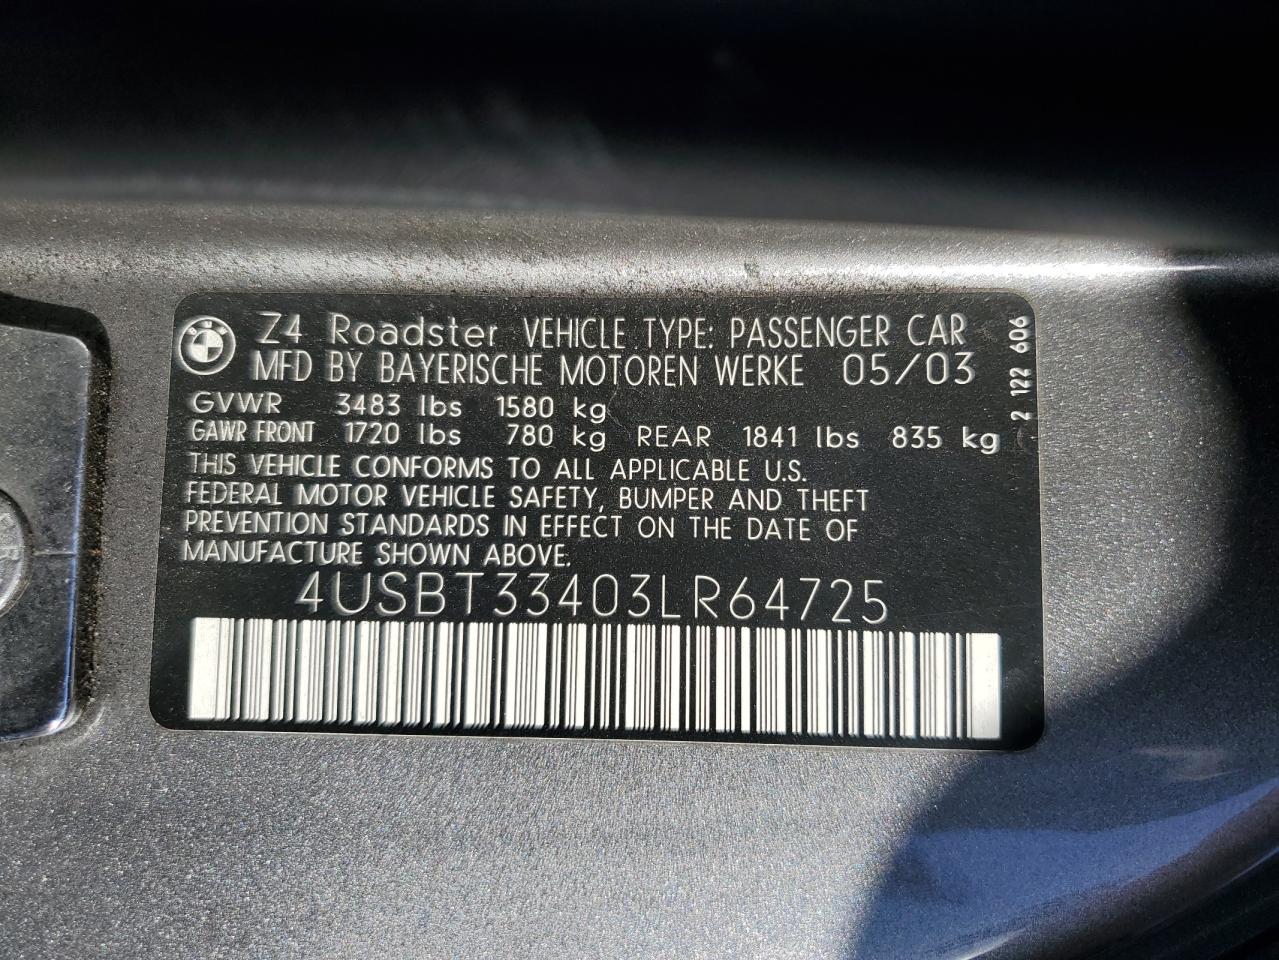 Z4 Roadster VEHICLE TYPE: PASSENGER CAR
MFD BY BAYERISCHE MOTOREN WERKE 05/03
GVWR 3483 lbs 1580 kg
GAWR FRONT 1720 lbs 780 kg REAR 1841 lbs 835 kg
THIS VEHICLE CONFORMS TO ALL APPLICABLE U.S.
FEDERAL MOTOR VEHICLE SAFETY, BUMPER AND THEFT
PREVENTION STANDARDS IN EFFECT ON THE DATE OF
MANUFACTURE SHOWN ABOVE.
4USBT33403LR64725
2 122 606